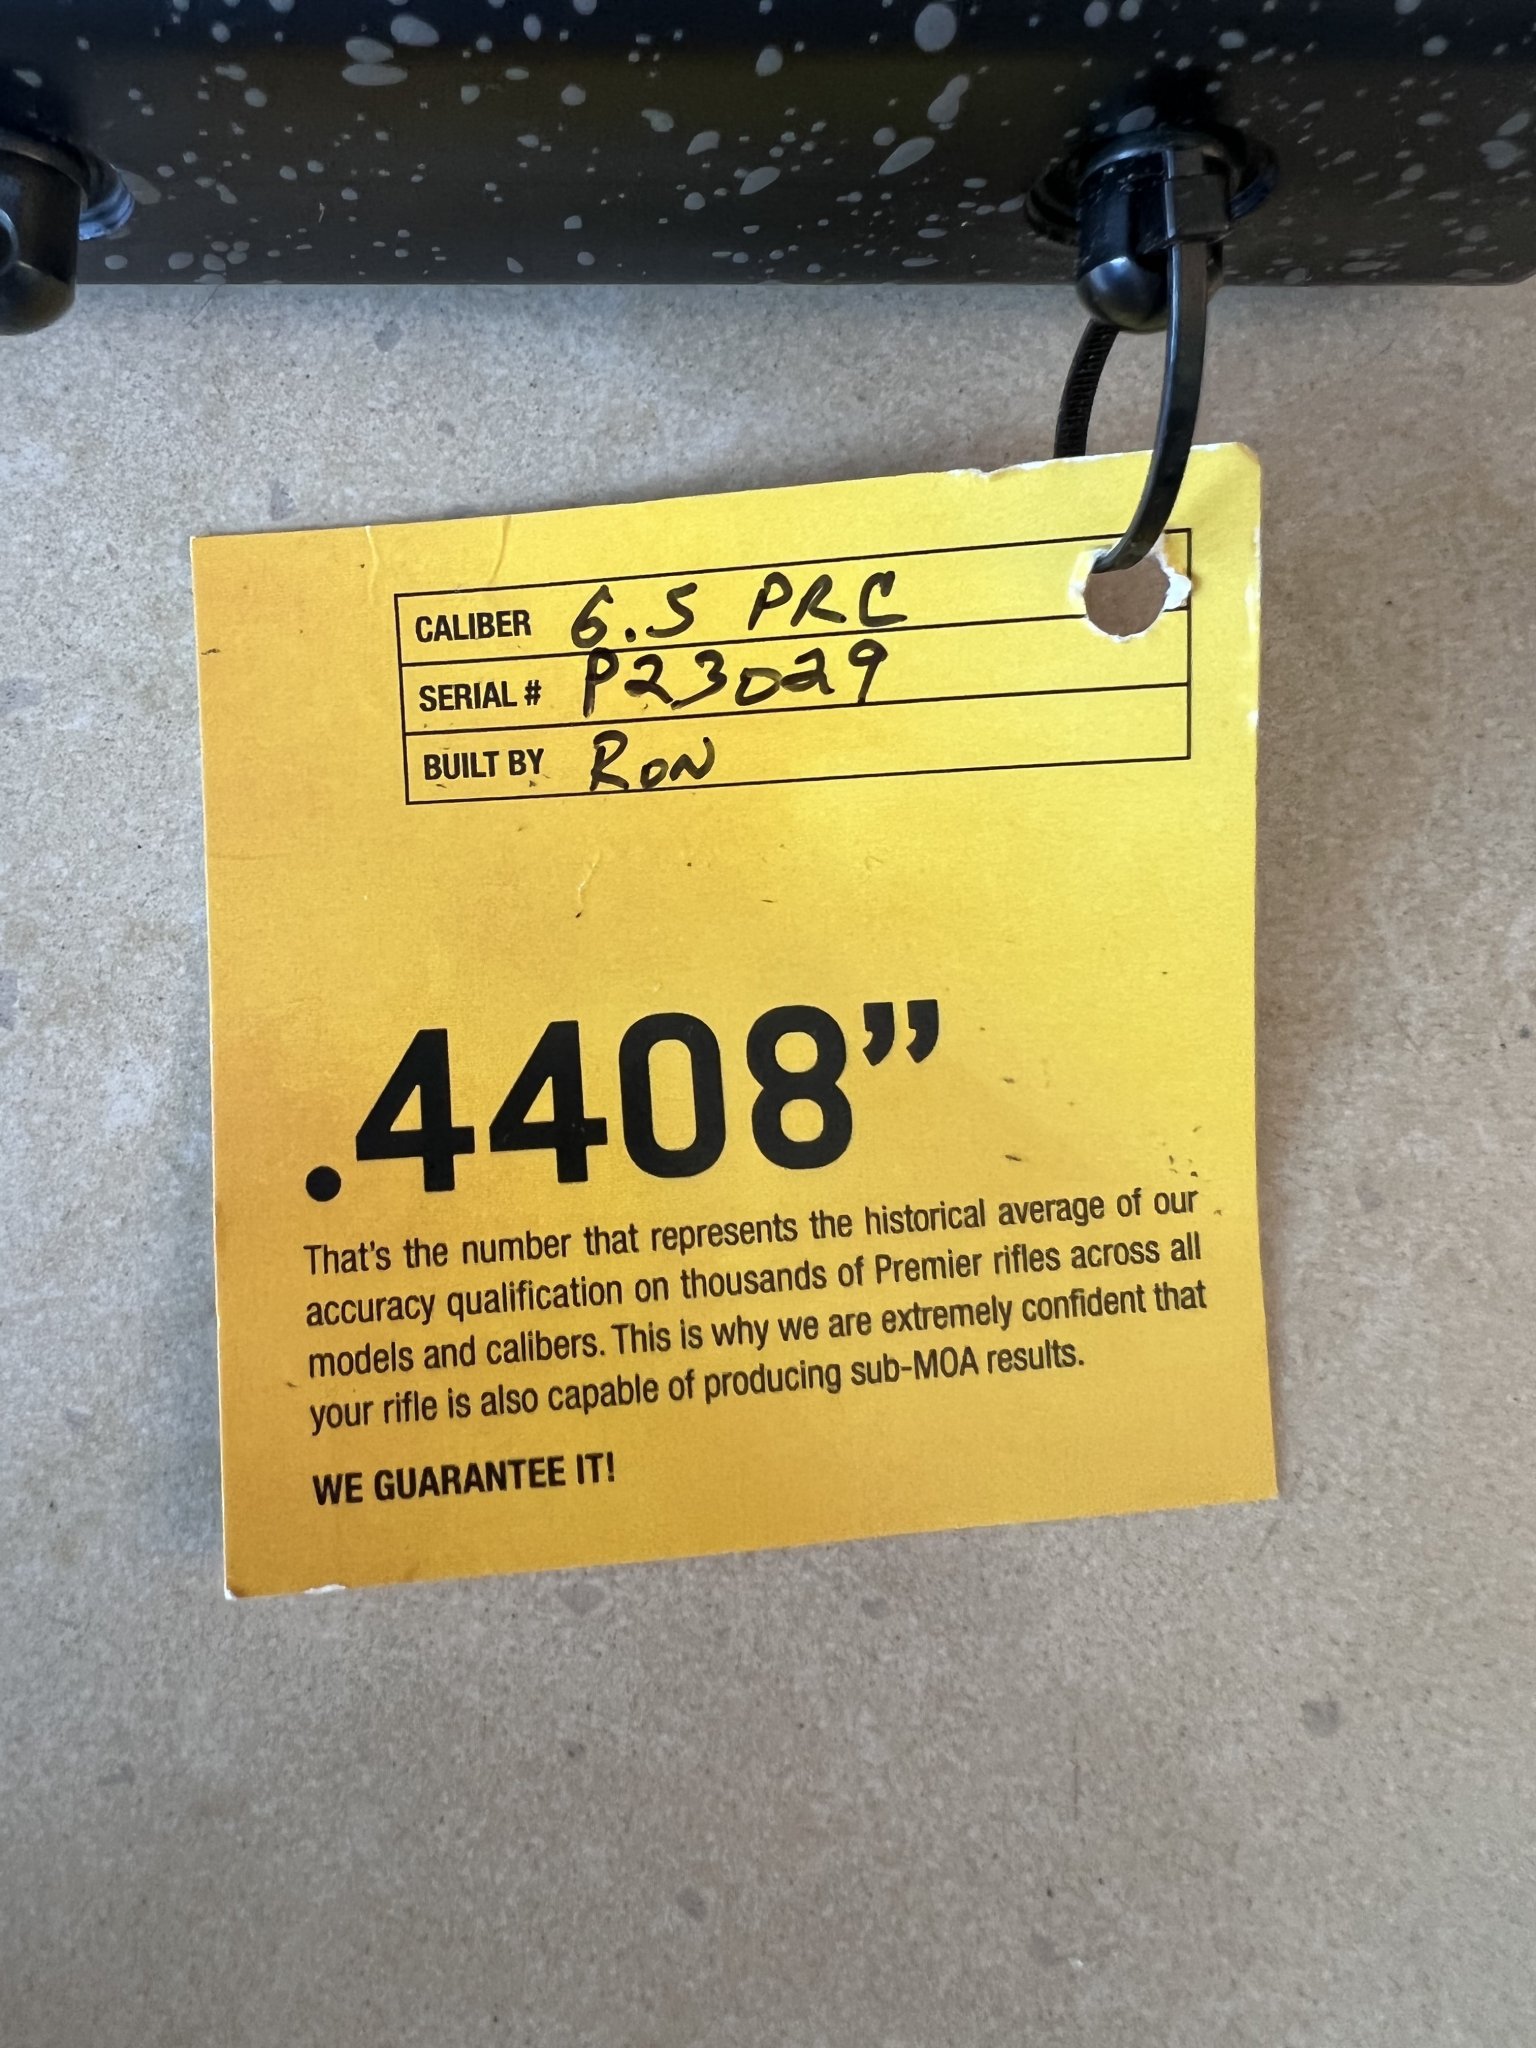 CALIBER 6.5 PRC
SERIAL # P23029
BUILT BY RON
.4408”
That's the number that represents the historical average of our
accuracy qualification on thousands of Premier rifles across all
models and calibers. This is why we are extremely confident that
your rifle is also capable of producing sub-MOA results.
WE GUARANTEE IT!